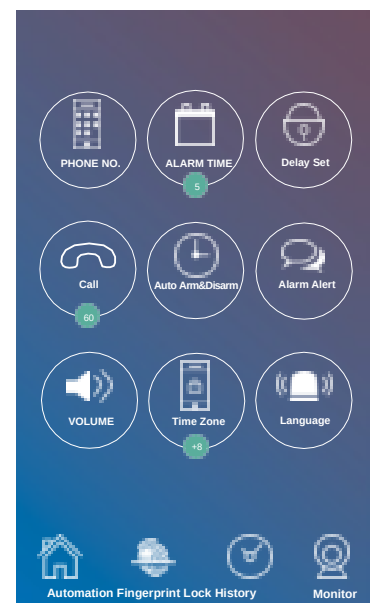 PHONE NO. ALARM TIME Delay Set
5
Call Auto Arm&Disarm Alarm Alert
60
VOLUME Time Zone Language
+8
Automation Fingerprint Lock History Monitor